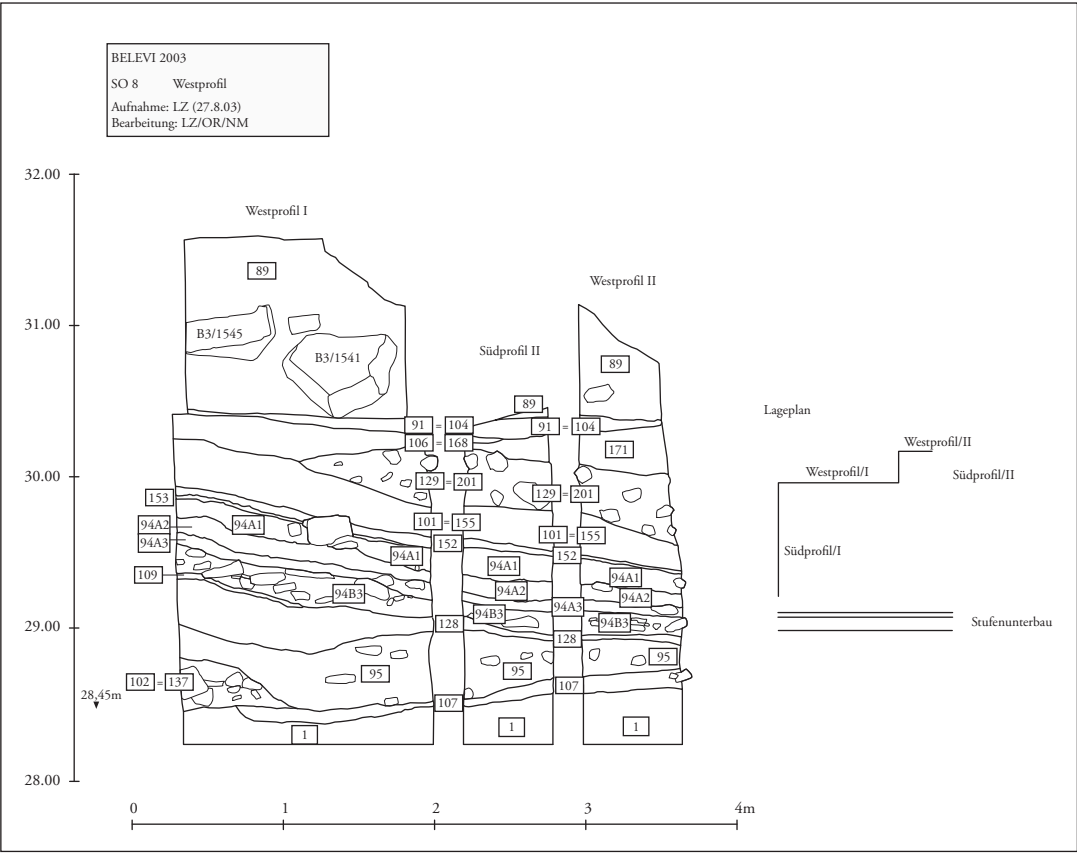 BELEVI 2003
SO 8 Westprofil
Aufnahme: LZ (27.8.03)
Bearbeitung: LZ/OR/NM
32.00
Westprofil I
89
Westprofil II
31.00
B3/1545
B3/1541
Südprofil II
89
89
Lageplan
91 = 104
91 = 104
106 = 168
171
Westprofil/II
Westprofil/I
Südprofil/II
30.00
129 = 201
129 = 201
153
94A2
94A1
101 = 155
101 = 155
94A3
152
152
94A1
94A1
Südprofil/I
109
94A1
94B3
94A2
94A2
94A3
94B3
94B3
29.00
128
128
Stufenunterbau
95
95
95
102 = 137
28,45m
107
107
1
1
1
28.00
0 1 2 3 4m